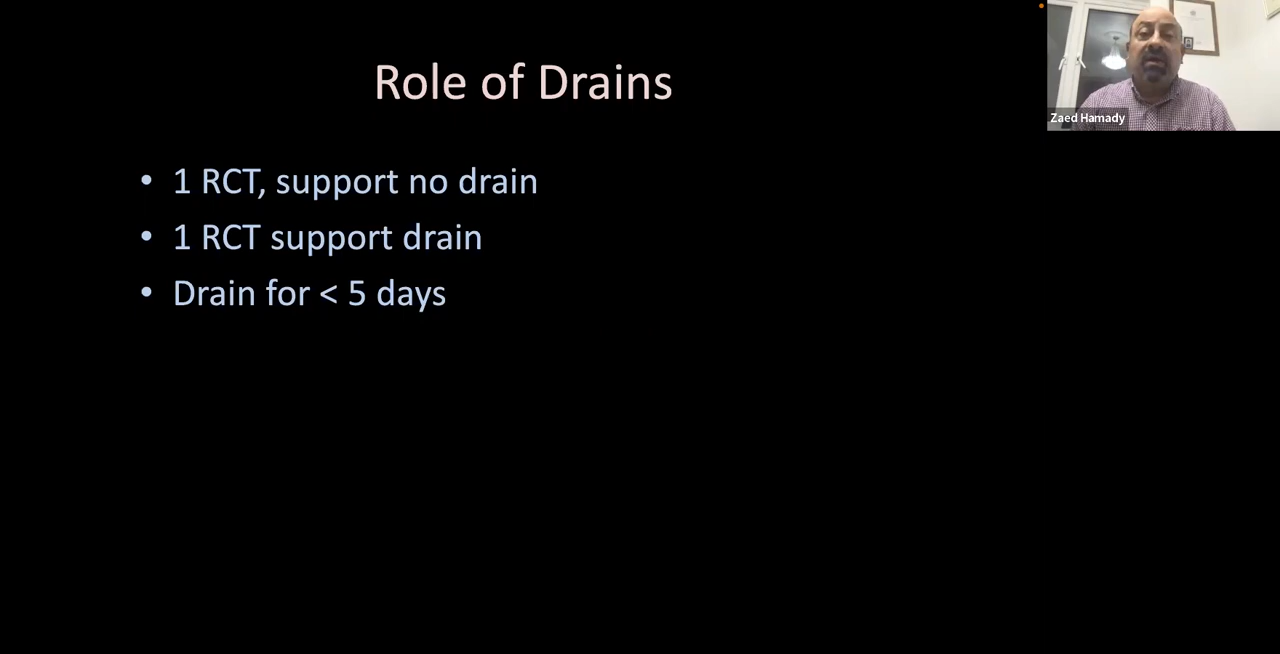 Role of Drains
• 1 RCT, support no drain
• 1 RCT support drain
• Drain for < 5 days
Zaed Hamady